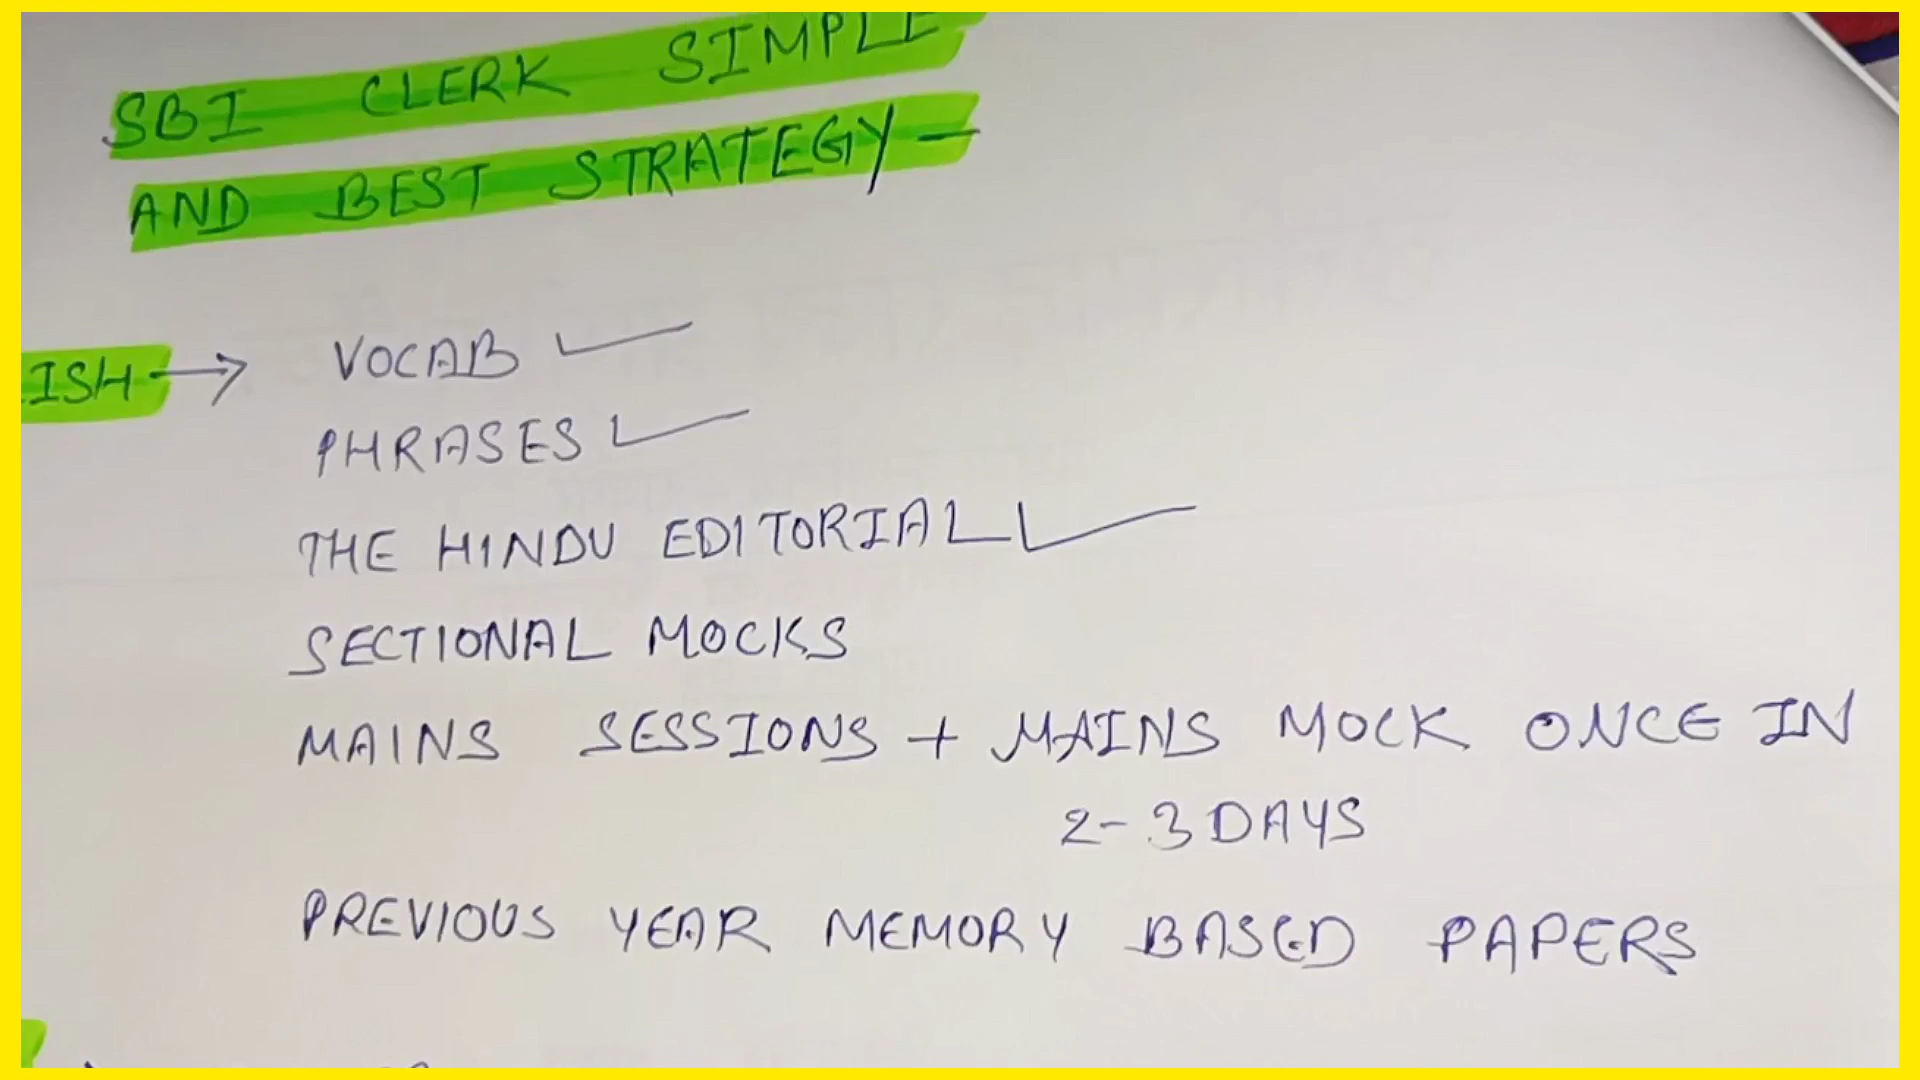 SBI CLERK SIMPLE
AND BEST STRATEGY -
ISH → VOCAB ✓
PHRASES ✓
THE HINDU EDITORIAL ✓
SECTIONAL MOCKS
MAINS SESSIONS + MAINS MOCK ONCE IN
2-3 DAYS
PREVIOUS YEAR MEMORY BASED PAPERS